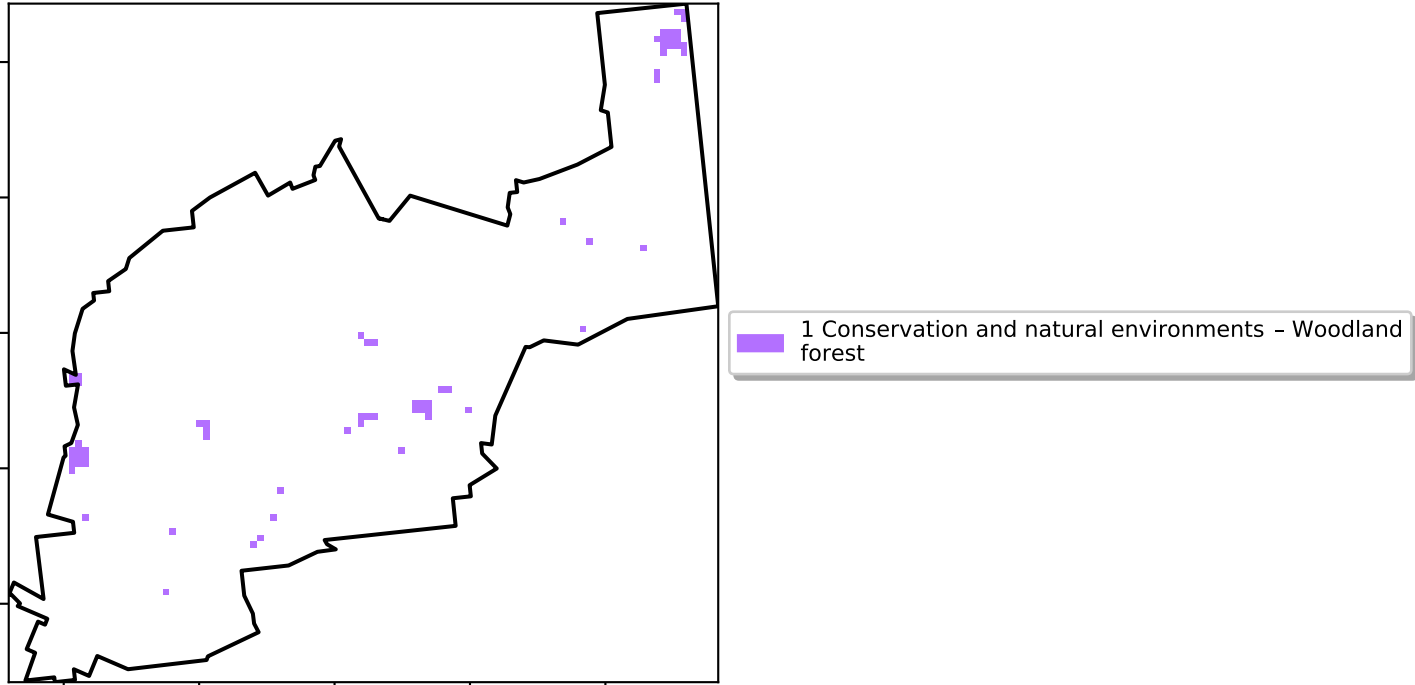 1 Conservation and natural environments – Woodland
forest